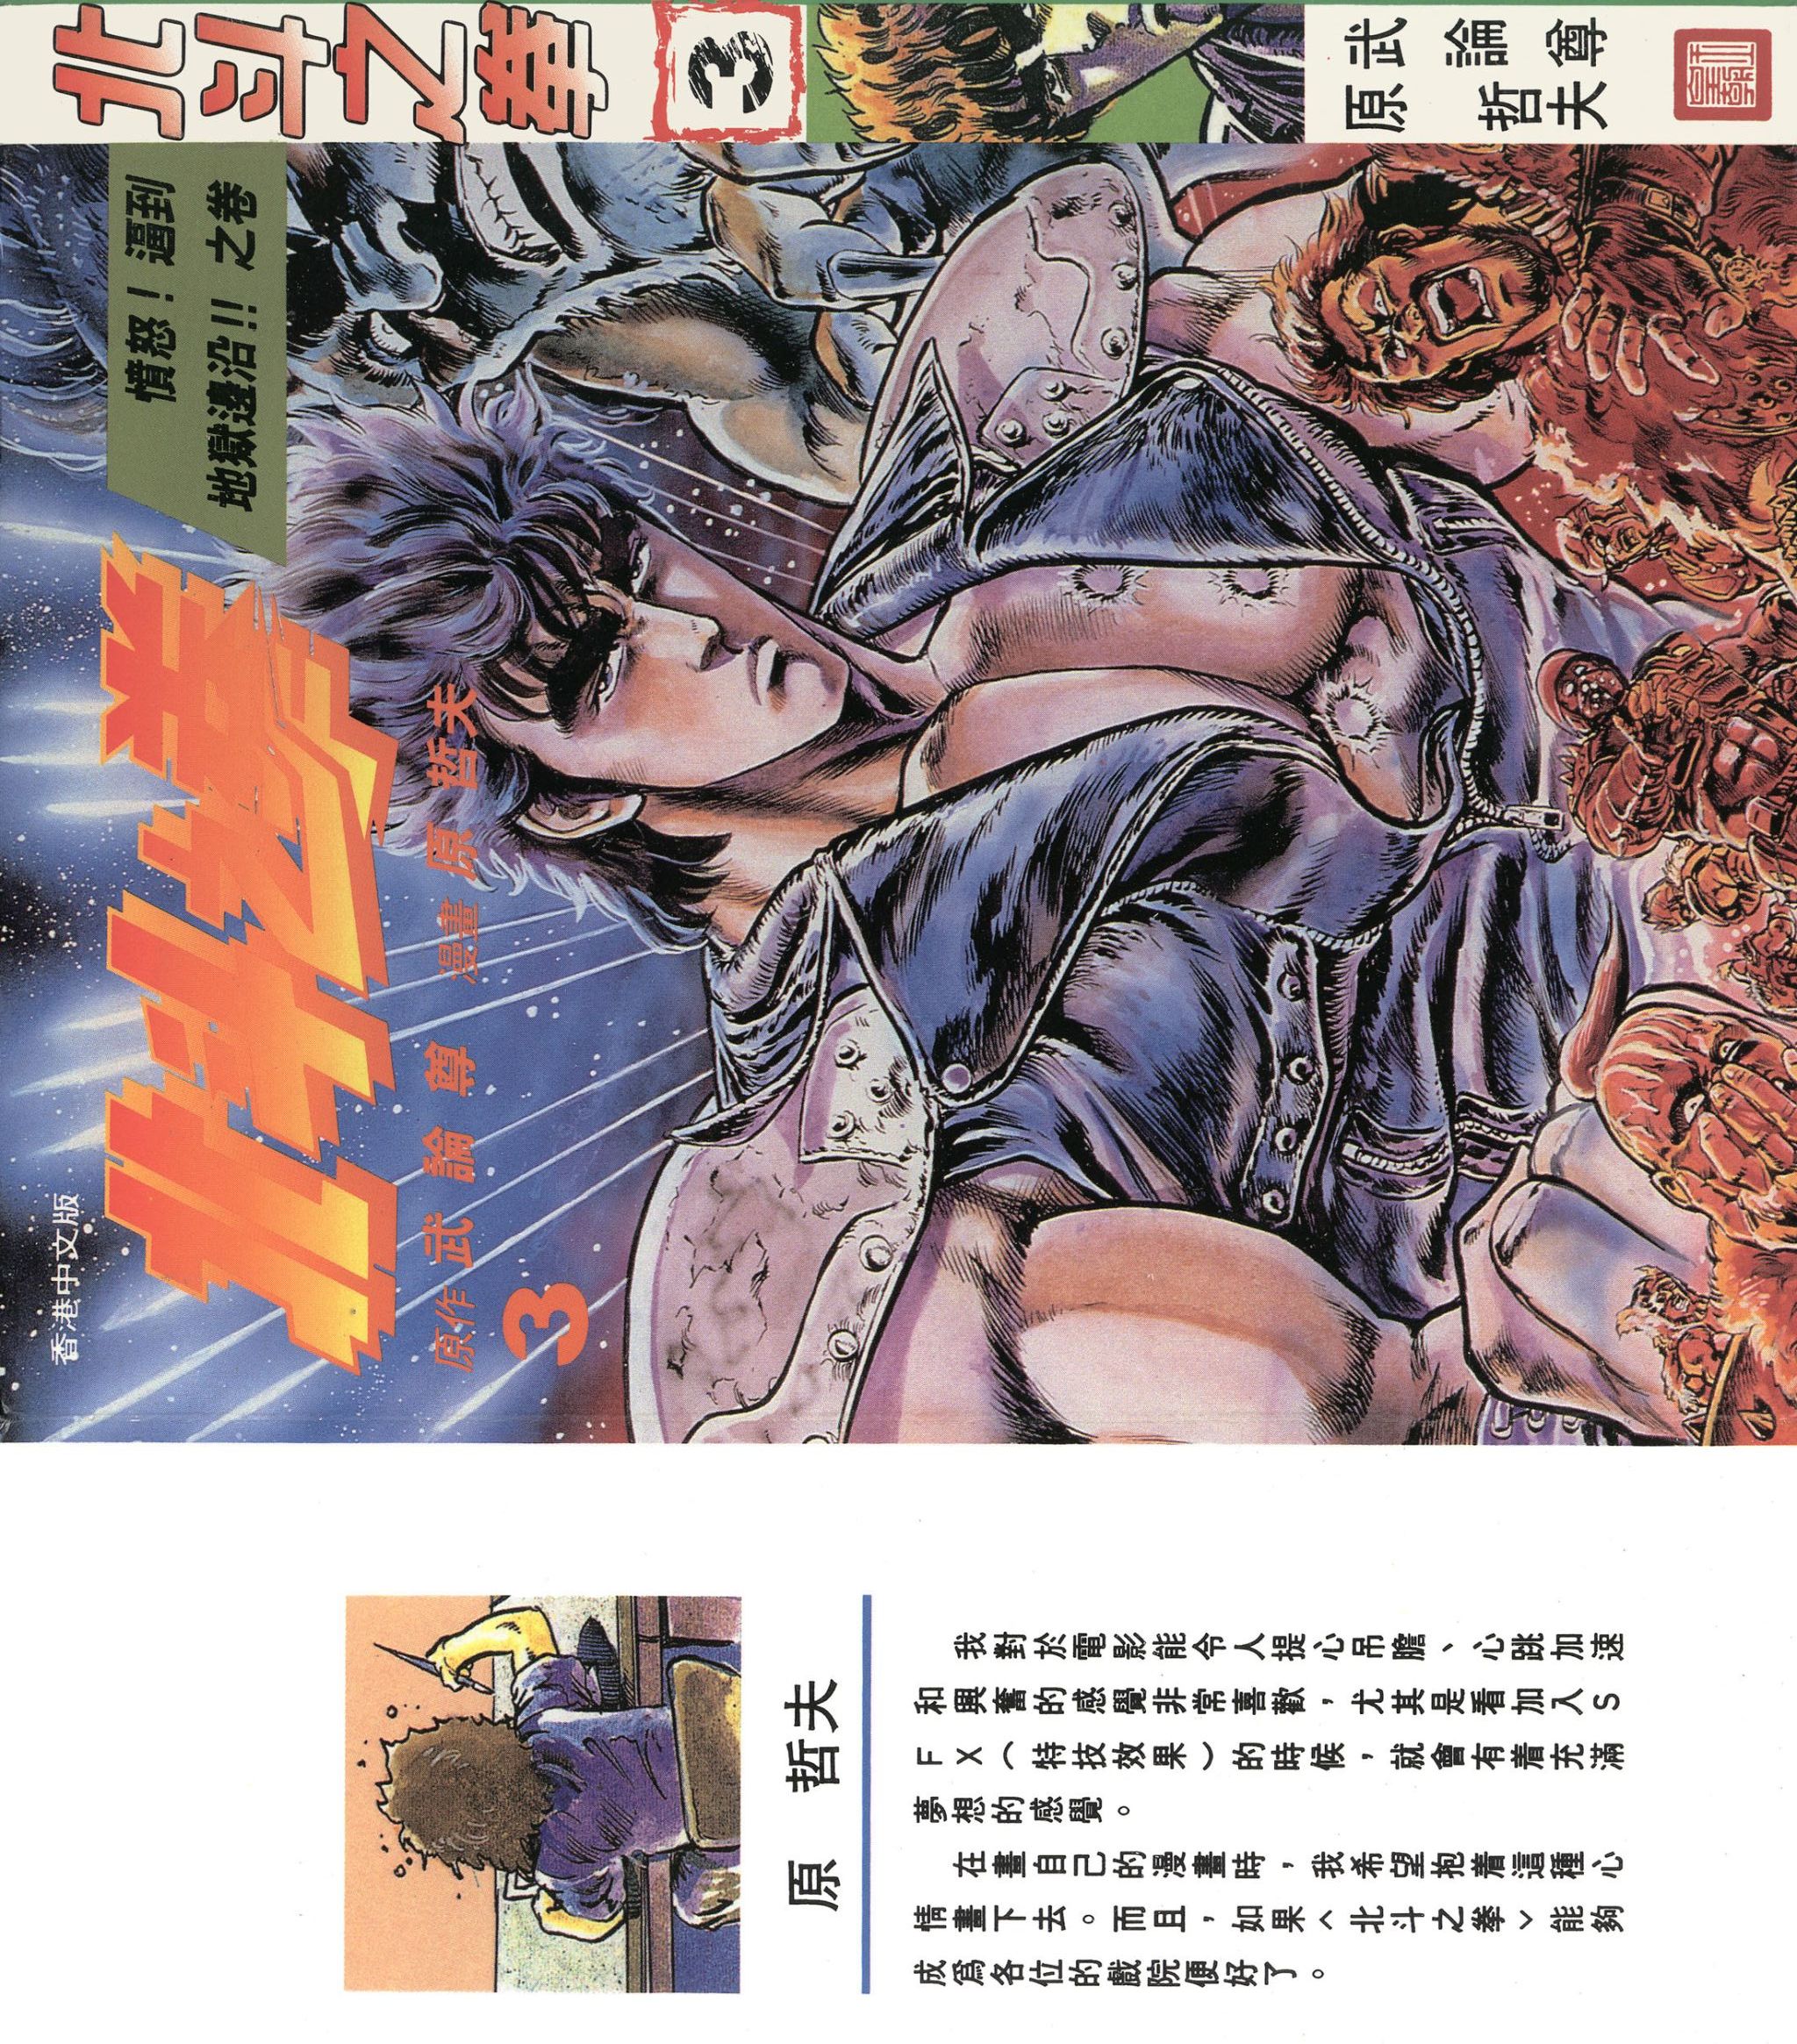 北斗之拳
3
武論尊
原哲夫
憤怒！逼到
地獄邊沿!!之卷
香港中文版
北斗之拳
原作 武論尊 漫畫 原哲夫
3
原 哲夫
我對於電影能令人提心吊膽、心跳加速
和興奮的感覺非常喜歡，尤其是看加入S
FX（特技效果）的時候，就會有着充滿
夢想的感覺。
在畫自己的漫畫時，我希望抱着這種心
情畫下去。而且，如果<北斗之拳>能夠
成爲各位的戲院便好了。